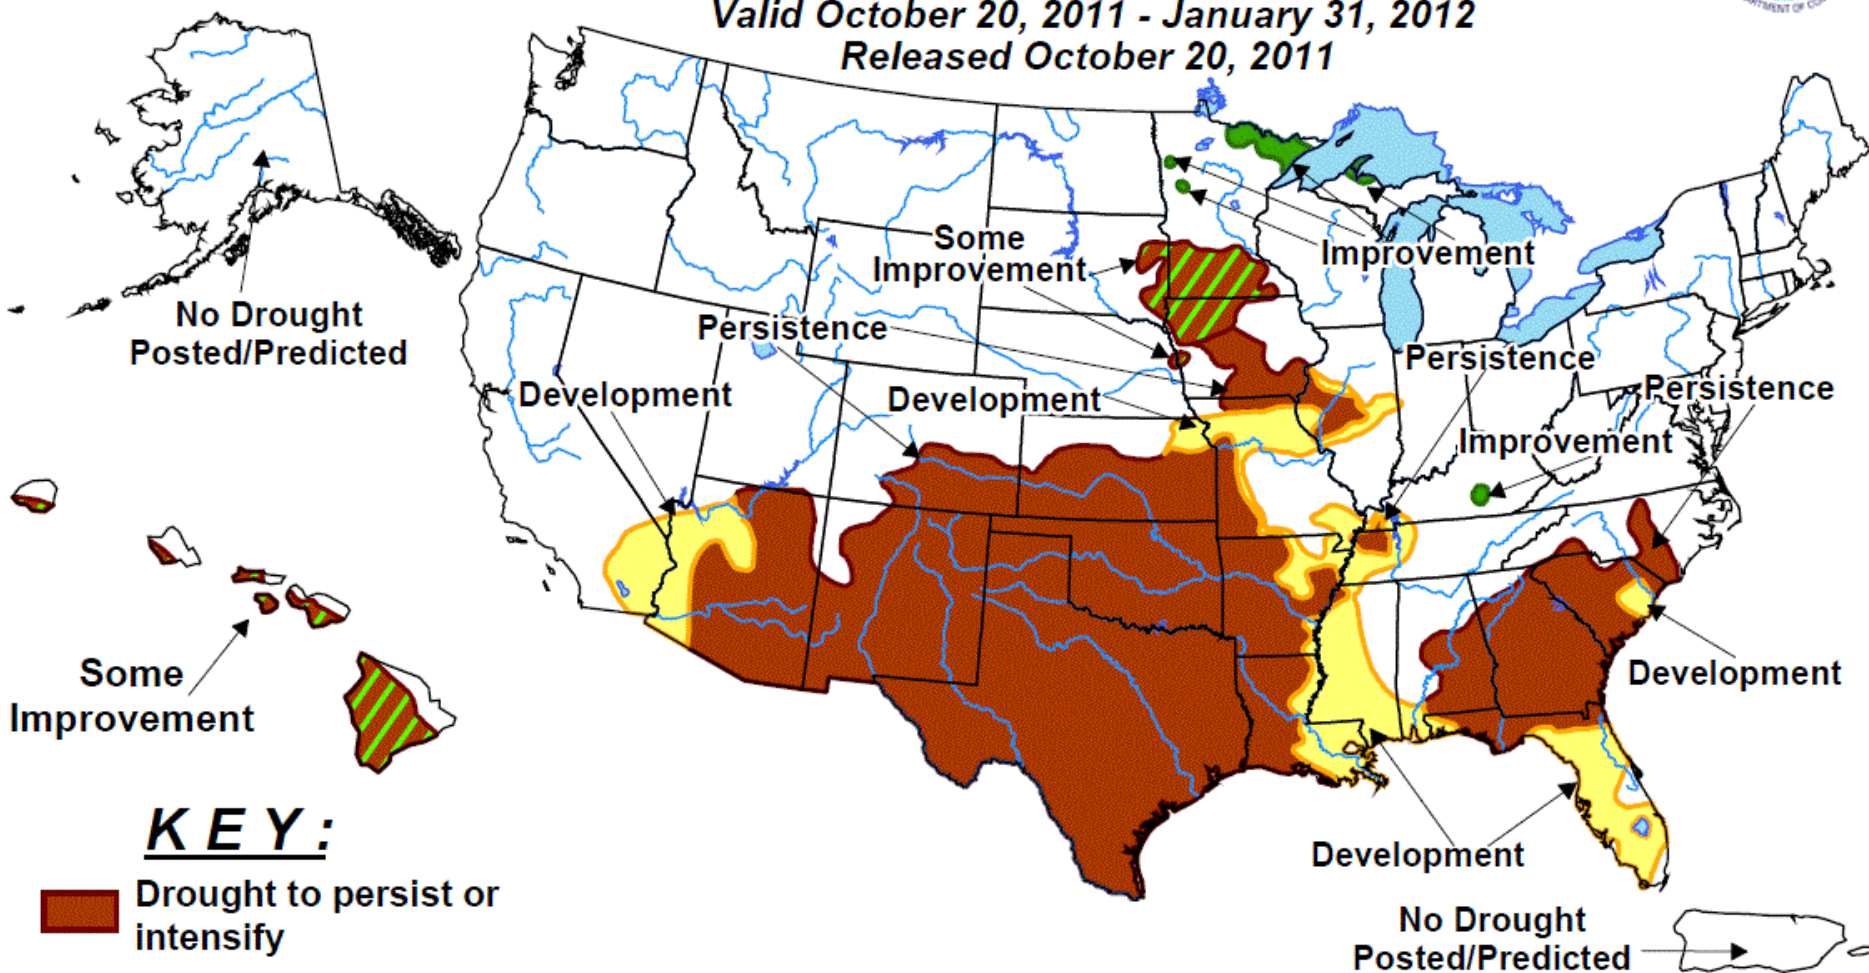 Valid October 20, 2011 - January 31, 2012
Released October 20, 2011
Some
Improvement
Improvement
No Drought
Posted/Predicted
Persistence
Persistence
Development
Development
Persistence
Improvement
Some
Improvement
Development
Development
KEY:
Drought to persist or
intensify
No Drought
Posted/Predicted